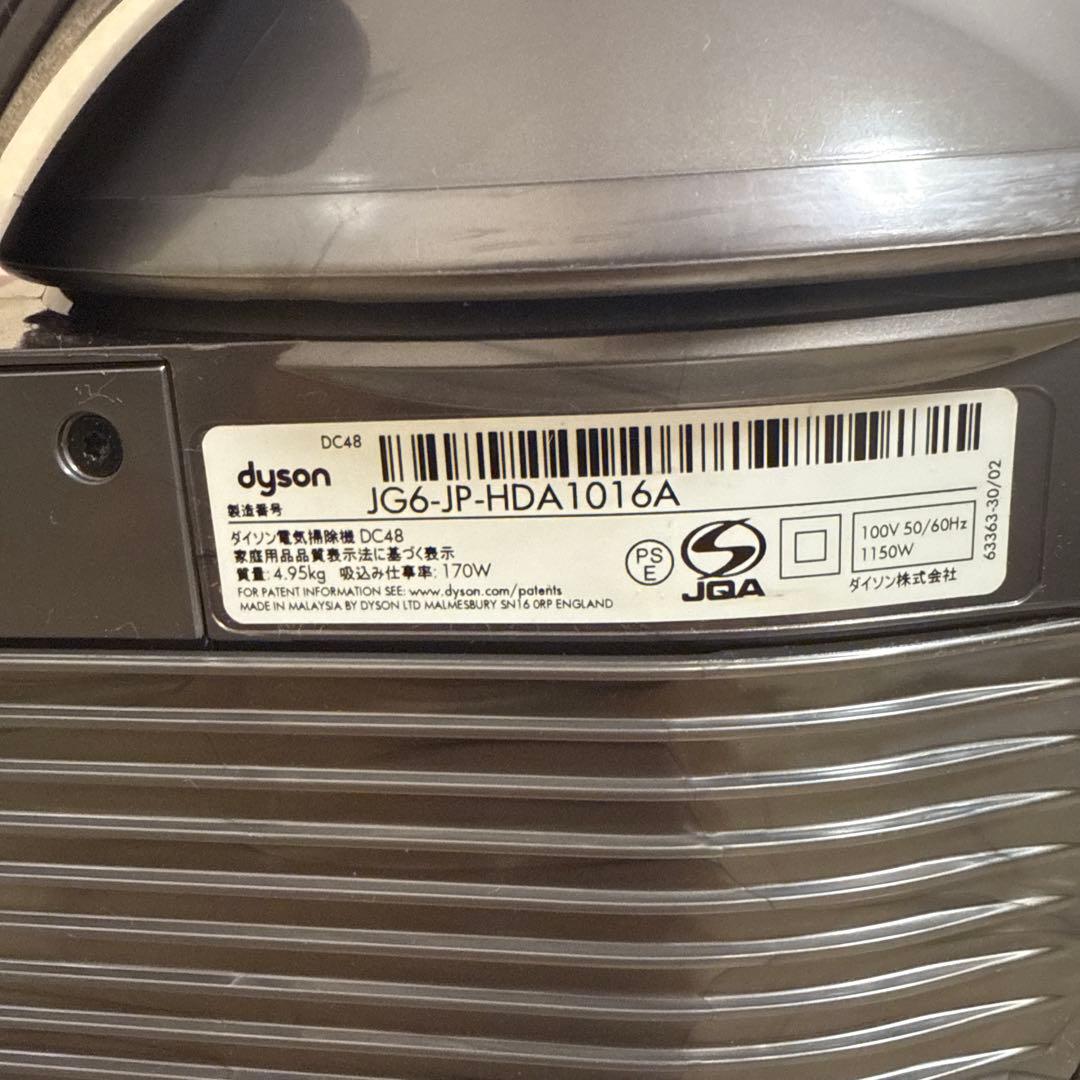 DC48
dyson
製造番号 JG6-JP-HDA1016A
ダイソン電気掃除機 DC48
家庭用品品質表示法に基づく表示
質量: 4.95kg 吸込み仕事率: 170W
FOR PATENT INFORMATION SEE: www.dyson.com/patents
MADE IN MALAYSIA BY DYSON LTD MALMESBURY SN16 0RP ENGLAND
PS
E
JQA
100V 50/60Hz
1150W
ダイソン株式会社
63363-30/02